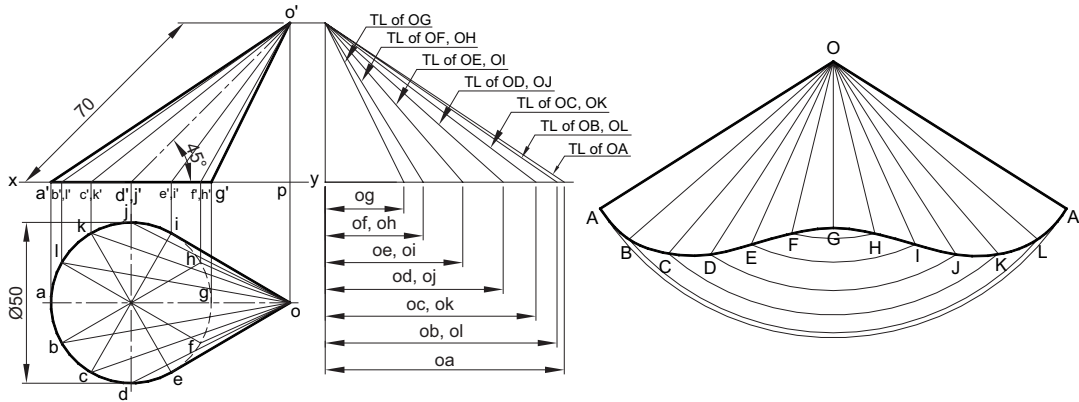 o'
70
45°
x
a'
b',l'
c',k'
d',j'
e',i'
f',h'
g'
p
y
j
k
i
l
h
a
g
o
b
f
c
e
d
Ø50
TL of OG
TL of OF, OH
TL of OE, OI
TL of OD, OJ
TL of OC, OK
TL of OB, OL
TL of OA
og
of, oh
oe, oi
od, oj
oc, ok
ob, ol
oa
O
A
B
C
D
E
F
G
H
I
J
K
L
A